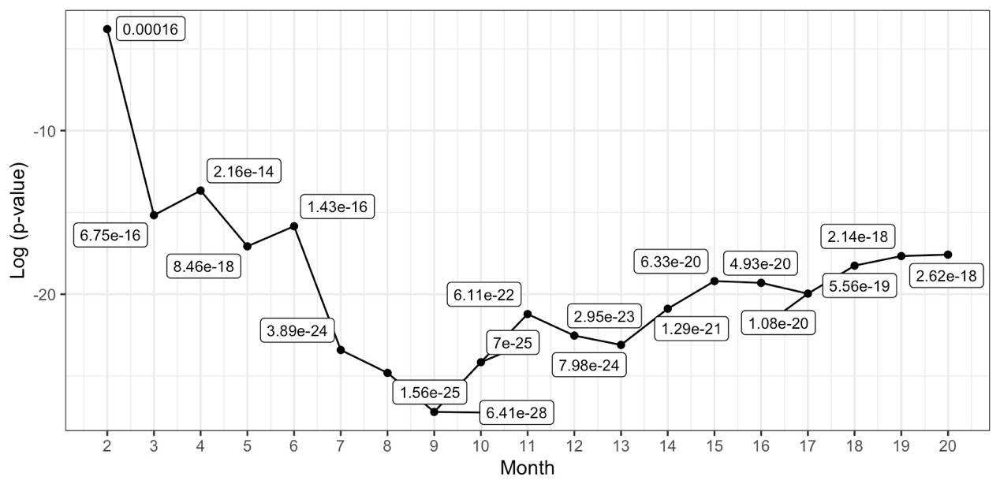 0.00016
2.16e-14
1.43e-16
6.75e-16
8.46e-18
3.89e-24
6.11e-22
7e-25
1.56e-25
6.41e-28
2.95e-23
7.98e-24
6.33e-20
4.93e-20
1.29e-21
1.08e-20
2.14e-18
5.56e-19
2.62e-18
-10
-20
Log (p-value)
2 3 4 5 6 7 8 9 10 11 12 13 14 15 16 17 18 19 20
Month